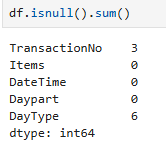 df.isnull().sum()
TransactionNo    3
Items            0
DateTime         0
Daypart          0
DayType          6
dtype: int64